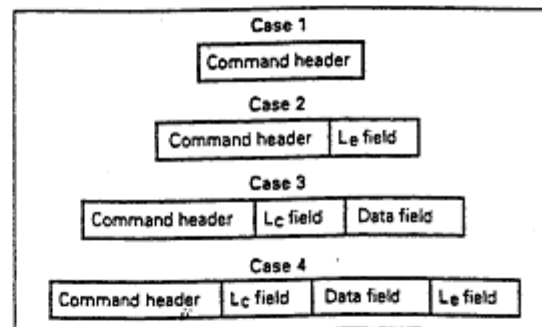 Case 1
Command header
Case 2
Command header Le field
Case 3
Command header Lc field Data field
Case 4
Command header Lc field Data field Le field